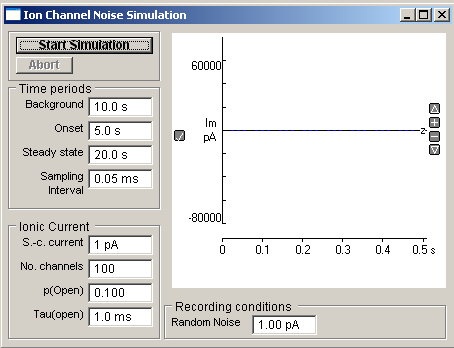 Ion Channel Noise Simulation
Start Simulation
Abort
Time periods
Background 10.0 s
Onset 5.0 s
Steady state 20.0 s
Sampling Interval 0.05 ms
Ionic Current
S.-c. current 1 pA
No. channels 100
p(Open) 0.100
Tau(open) 1.0 ms
60000
Im
pA
z
-80000
0 0.1 0.2 0.3 0.4 0.5 s
Recording conditions
Random Noise 1.00 pA